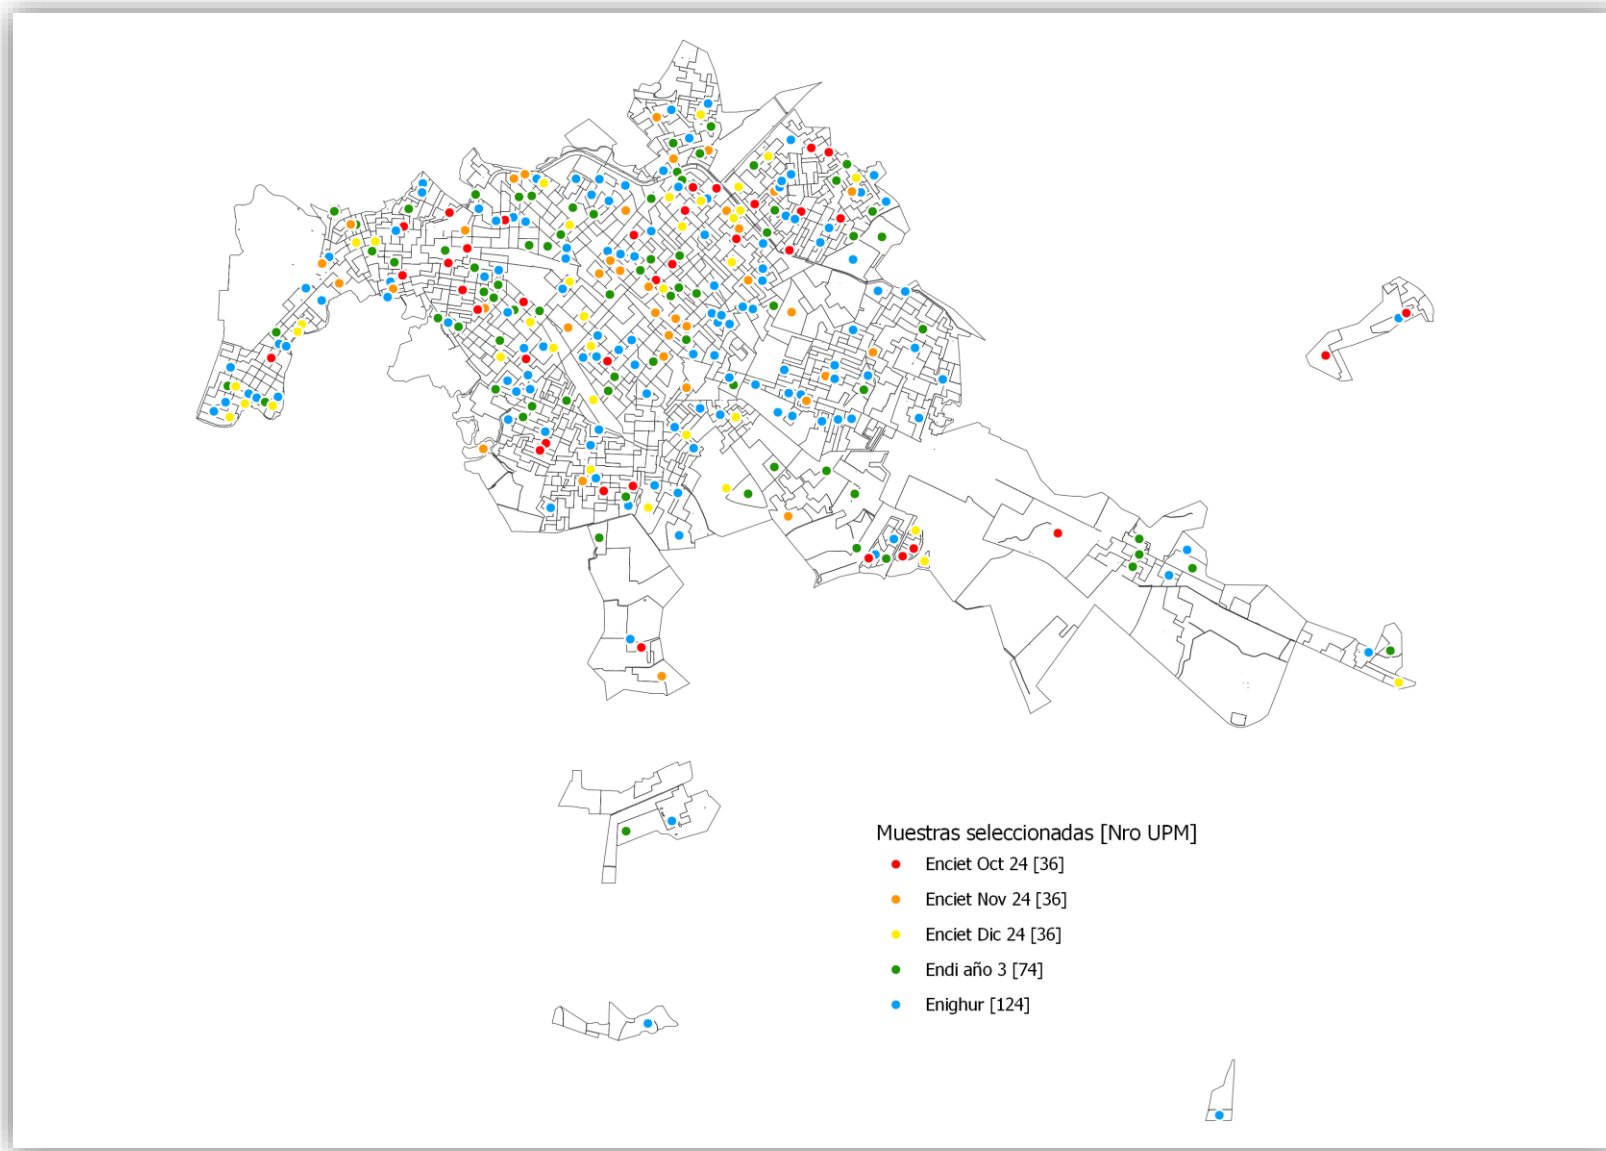 Muestras seleccionadas [Nro UPM]
Enciet Oct 24 [36]
Enciet Nov 24 [36]
Enciet Dic 24 [36]
Endi año 3 [74]
Enighur [124]